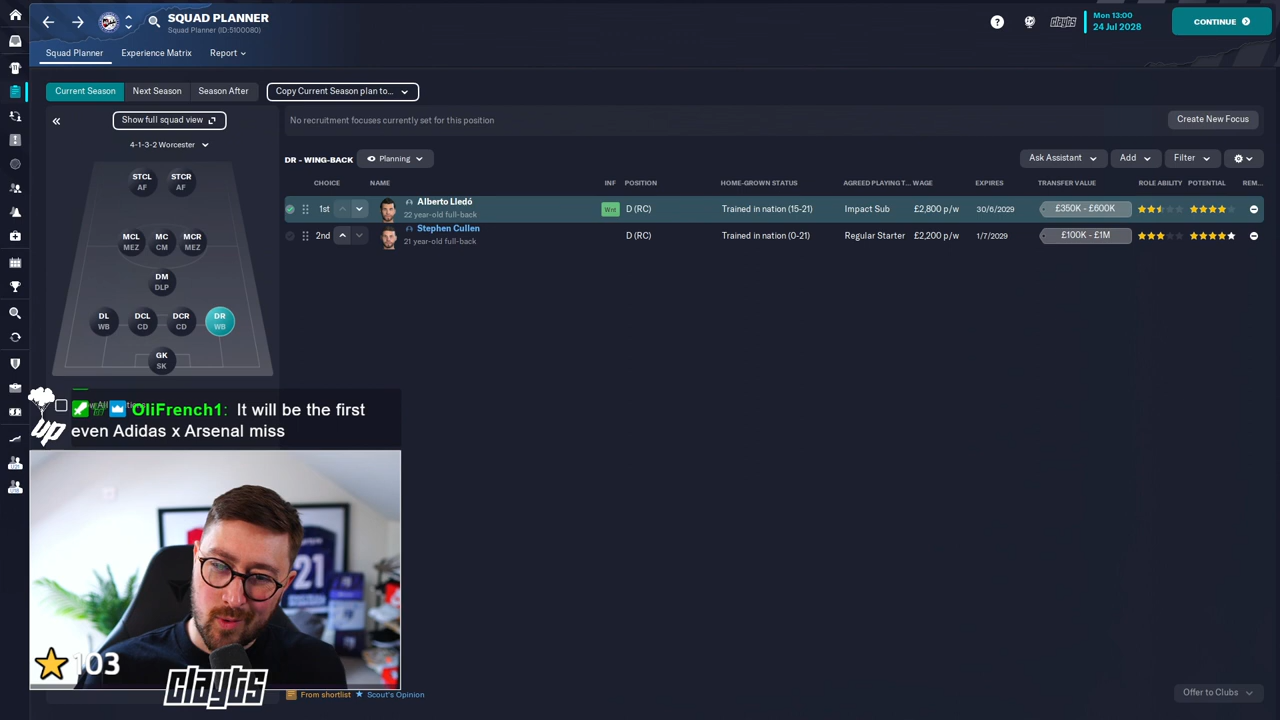 SQUAD PLANNER
Squad Planner (ID:5100080)
clayts
Mon 13:00
24 Jul 2028
CONTINUE
Squad Planner
Experience Matrix
Report
Current Season
Next Season
Season After
Copy Current Season plan to...
Show full squad view
4-1-3-2 Worcester
STCL
AF
STCR
AF
MCL
MEZ
MC
CM
MCR
MEZ
DM
DLP
DL
WB
DCL
CD
DCR
CD
DR
WB
GK
SK
No recruitment focuses currently set for this position
Create New Focus
DR - WING-BACK
Planning
Ask Assistant
Add
Filter
CHOICE NAME INF POSITION HOME-GROWN STATUS AGREED PLAYING T... WAGE EXPIRES TRANSFER VALUE ROLE ABILITY POTENTIAL REM...
1st Alberto Lledó Wnt D (RC) Trained in nation (15-21) Impact Sub £2,800 p/w 30/6/2029 £350K - £600K
22 year-old full-back
2nd Stephen Cullen D (RC) Trained in nation (0-21) Regular Starter £2,200 p/w 1/7/2029 £100K - £1M
21 year-old full-back
OliFrench1: It will be the first
even Adidas x Arsenal miss
up
21
103
clayts
From shortlist
Scout's Opinion
Offer to Clubs